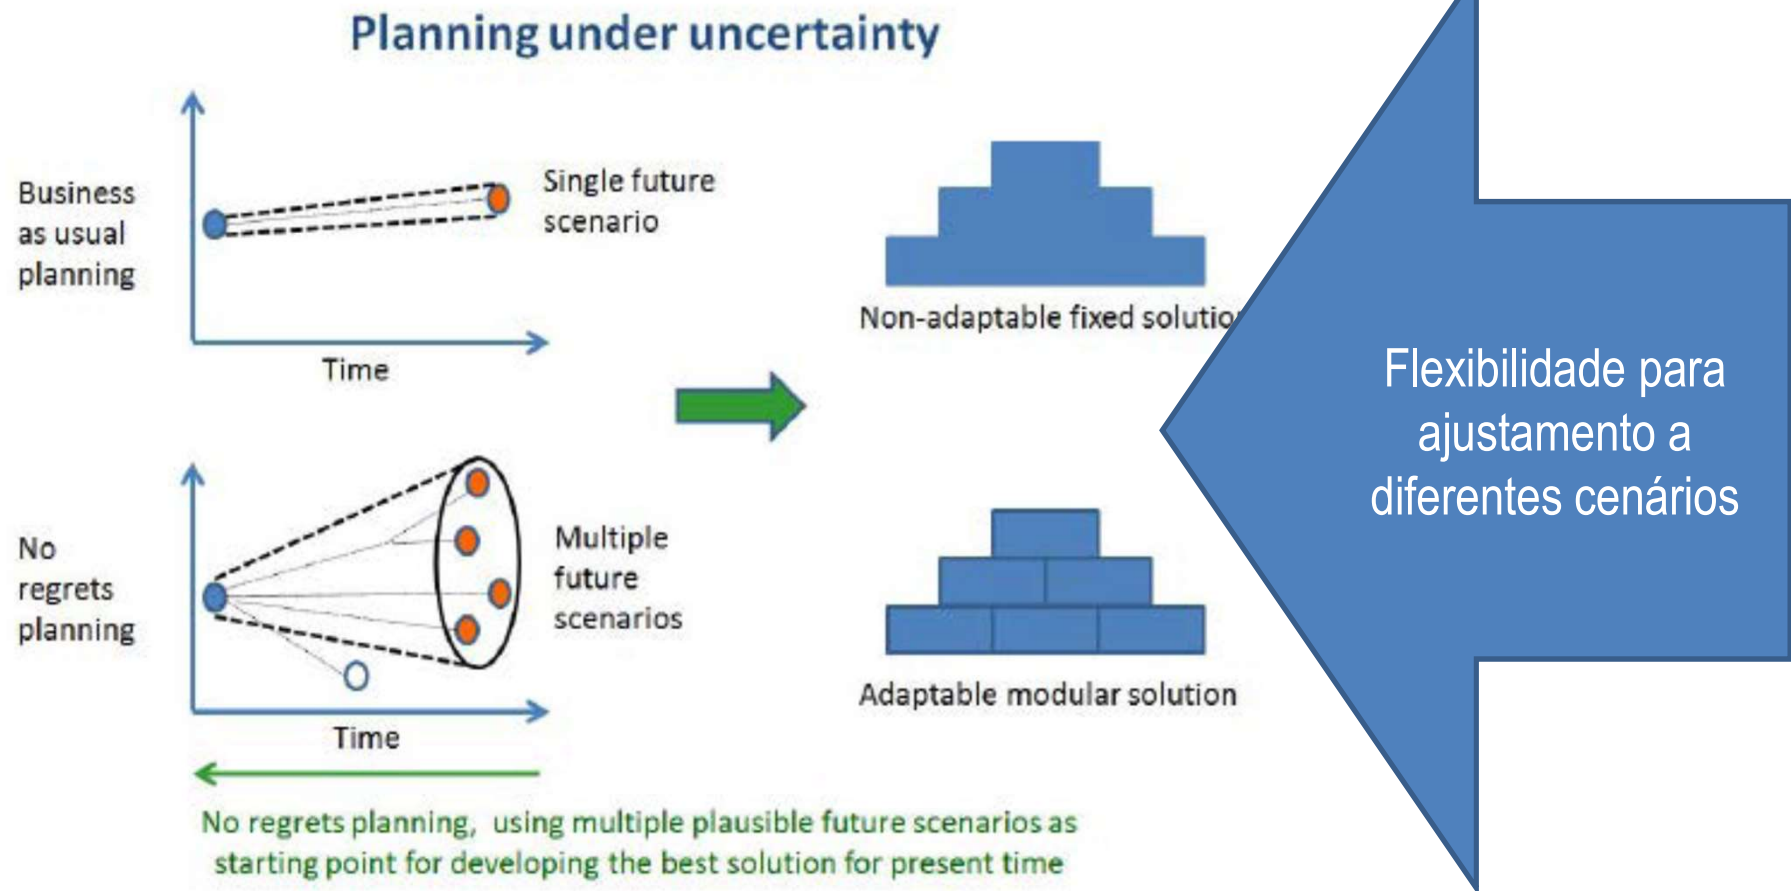 Planning under uncertainty
Business
as usual
planning
Single future
scenario
Time
Non-adaptable fixed
No
regrets
planning
Multiple
future
scenarios
Time
Adaptable modular solution
No regrets planning, using multiple plausible future scenarios as
starting point for developing the best solution for present time
Flexibilidade para
ajustamento a
diferentes cenários